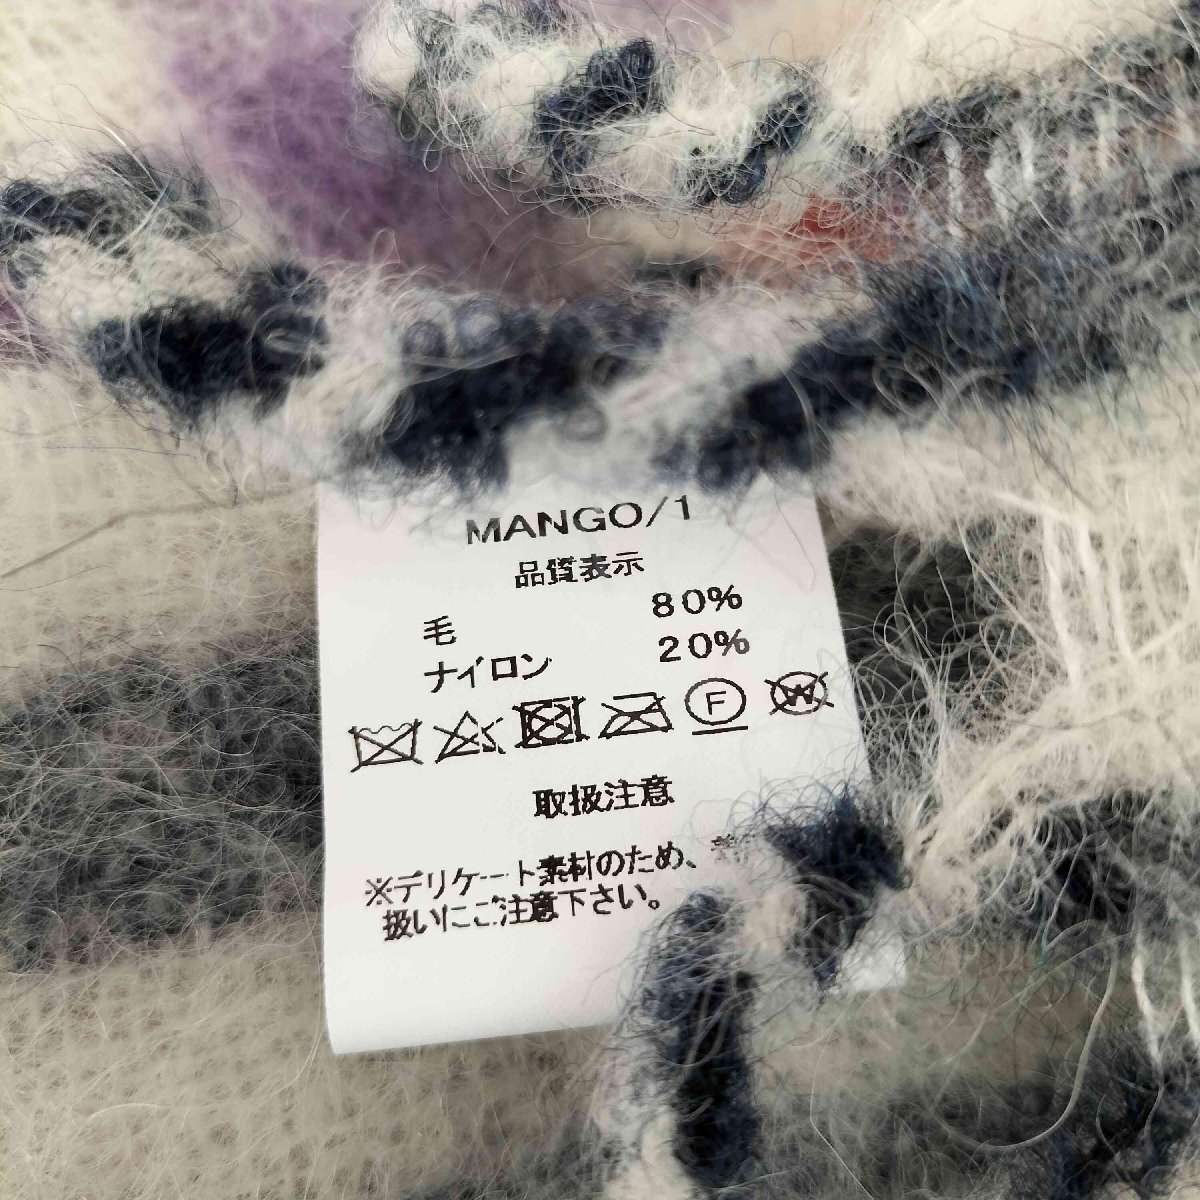 MANGO/1
品質表示
毛 80%
ナイロン 20%
F
W
取扱注意
※デリケート素材のため、
扱いにご注意下さい。